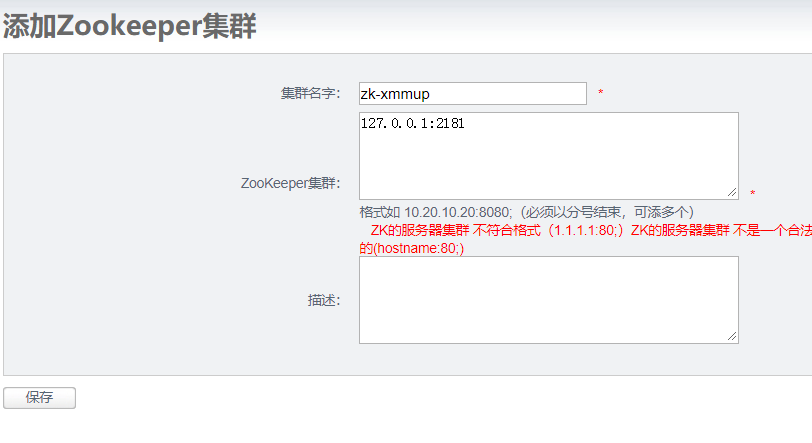 添加Zookeeper集群
集群名字： zk-xmmup *
127.0.0.1:2181
ZooKeeper集群： *
格式如 10.20.10.20:8080;（必须以分号结束，可添多个）
ZK的服务器集群 不符合格式（1.1.1.1:80;）ZK的服务器集群 不是一个合法
的(hostname:80;)
描述：
保存